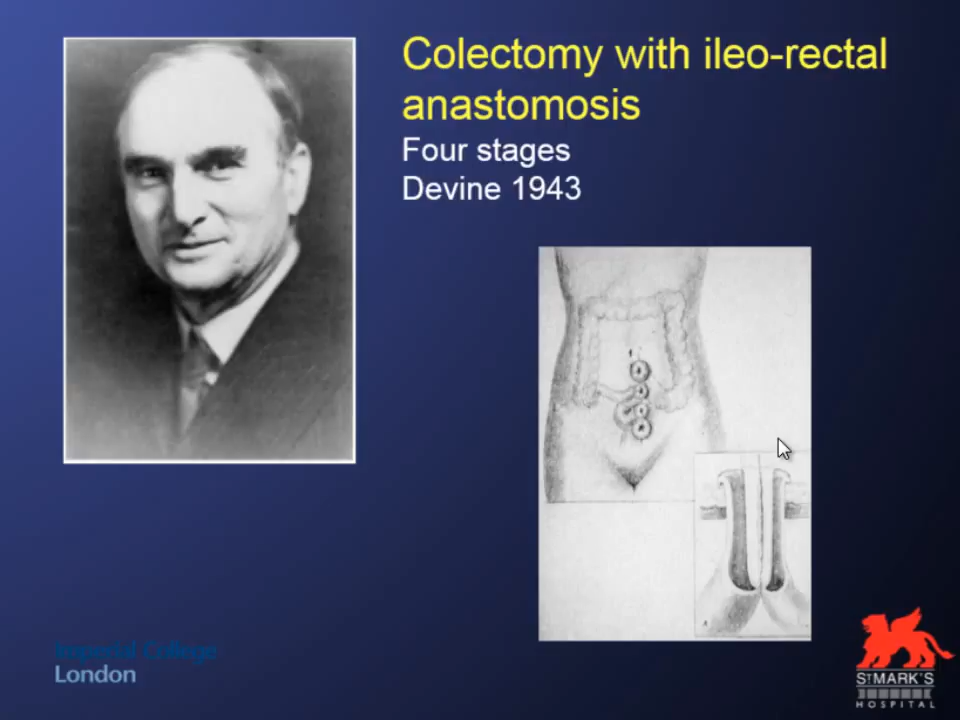 Colectomy with ileo-rectal
anastomosis
Four stages
Devine 1943
Imperial College
London
ST MARK'S
HOSPITAL